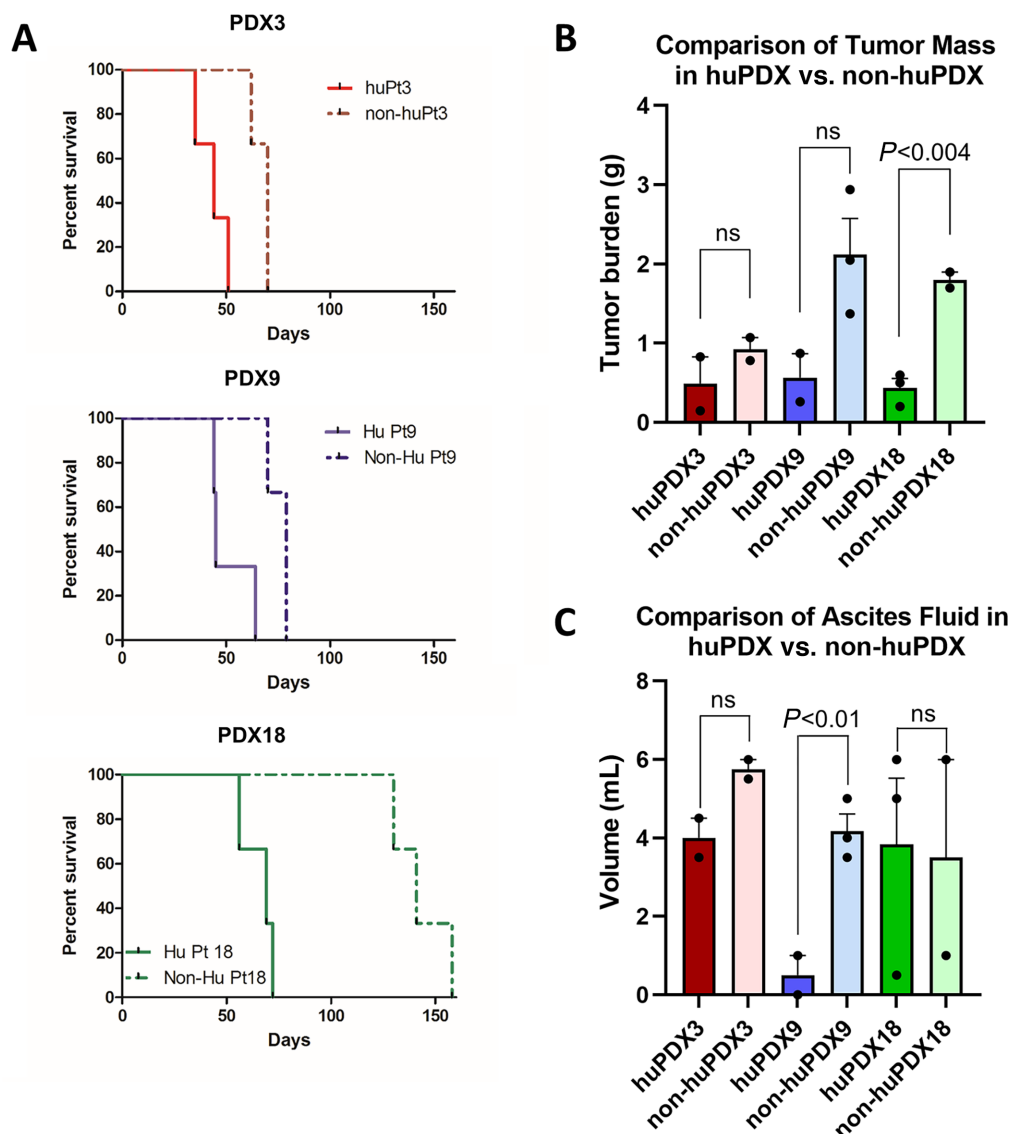 A
PDX3
100
80
60
40
20
0
Percent survival
huPt3
non-huPt3
0 50 100 150
Days
PDX9
100
80
60
40
20
0
Percent survival
Hu Pt9
Non-Hu Pt9
0 50 100 150
Days
PDX18
100
80
60
40
20
0
Percent survival
Hu Pt 18
Non-Hu Pt18
0 50 100 150
Days
B
Comparison of Tumor Mass
in huPDX vs. non-huPDX
4
3
2
1
0
Tumor burden (g)
ns
ns
P<0.004
huPDX3
non-huPDX3
huPDX9
non-huPDX9
huPDX18
non-huPDX18
C
Comparison of Ascites Fluid in
huPDX vs. non-huPDX
8
6
4
2
0
Volume (mL)
ns
P<0.01
ns
huPDX3
non-huPDX3
huPDX9
non-huPDX9
huPDX18
non-huPDX18